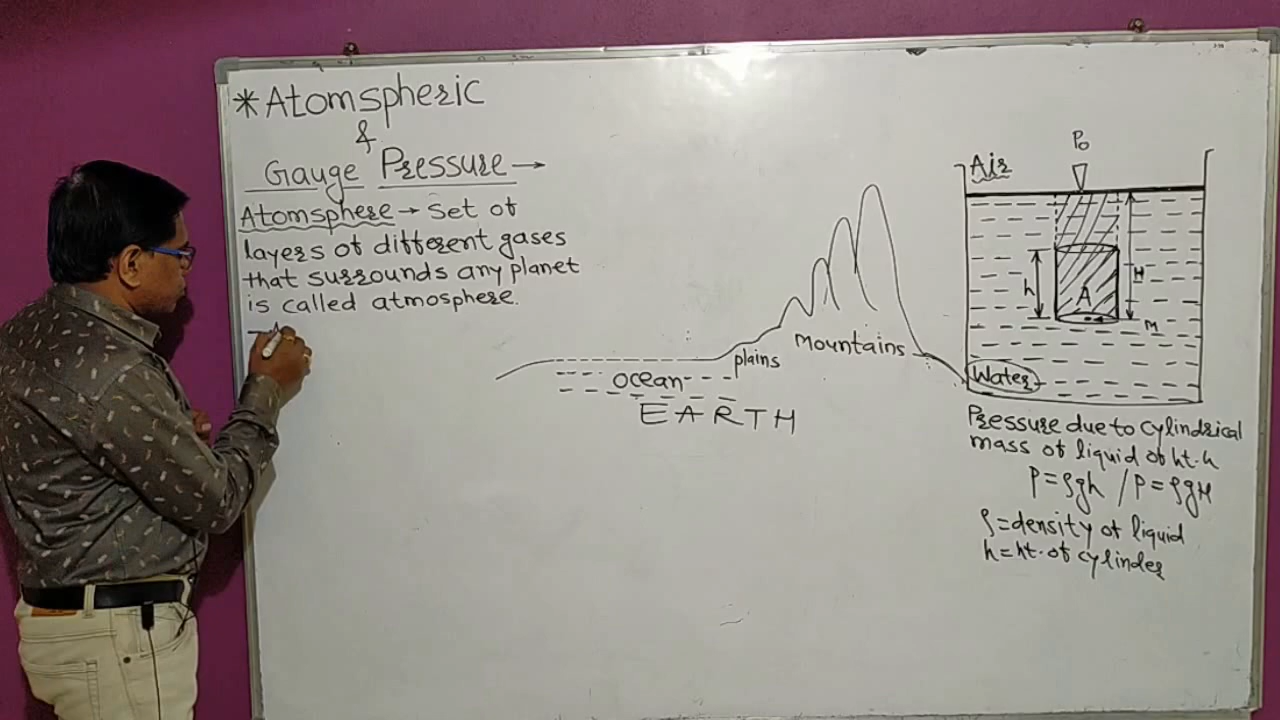 * Atomspheric
&
Gauge Pressure →
Atomsphere → Set of
layers of different gases
that surrounds any planet
is called atmosphere.
plains
Mountains
ocean
EARTH
P₀
Air
h
H
A
M
Water
Pressure due to cylindrical
mass of liquid of ht. h
P=ρgh / P=ρgH
ρ=density of liquid
h=ht. of cylinder